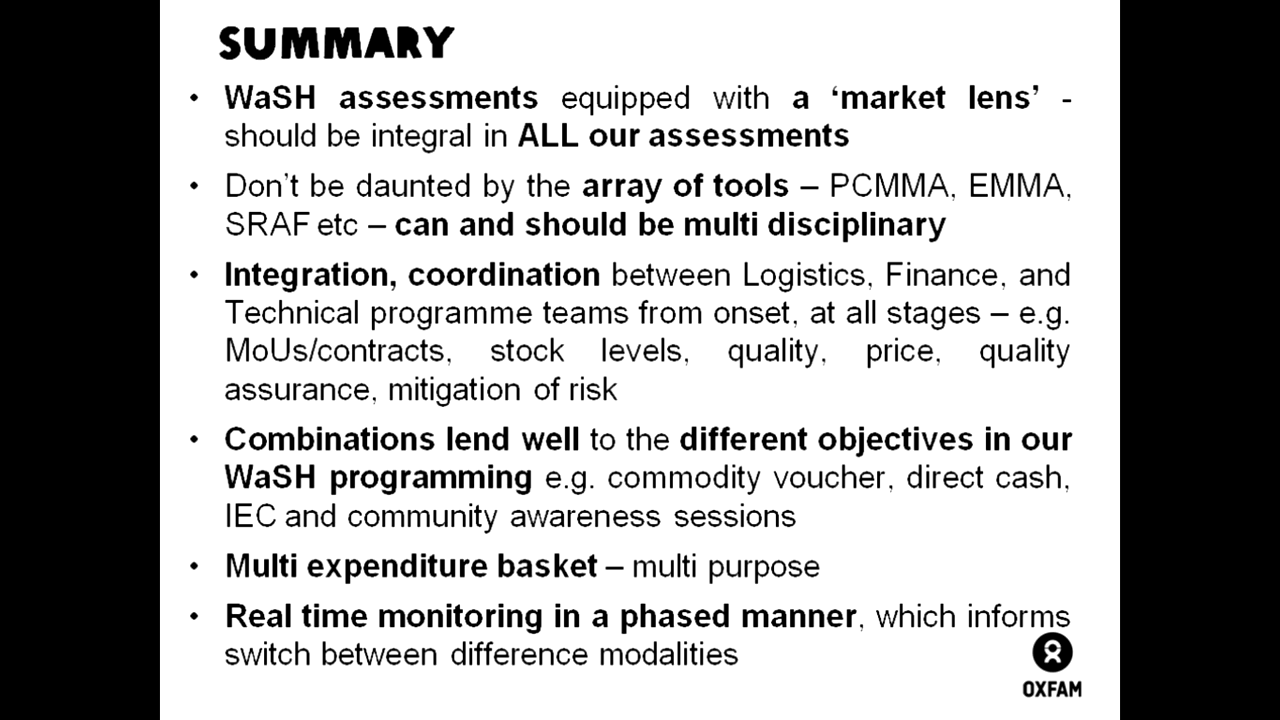 SUMMARY
• WaSH assessments equipped with a ‘market lens’ -
should be integral in ALL our assessments
• Don’t be daunted by the array of tools – PCMMA, EMMA,
SRAF etc – can and should be multi disciplinary
• Integration, coordination between Logistics, Finance, and
Technical programme teams from onset, at all stages – e.g.
MoUs/contracts, stock levels, quality, price, quality
assurance, mitigation of risk
• Combinations lend well to the different objectives in our
WaSH programming e.g. commodity voucher, direct cash,
IEC and community awareness sessions
• Multi expenditure basket – multi purpose
• Real time monitoring in a phased manner, which informs
switch between difference modalities
OXFAM